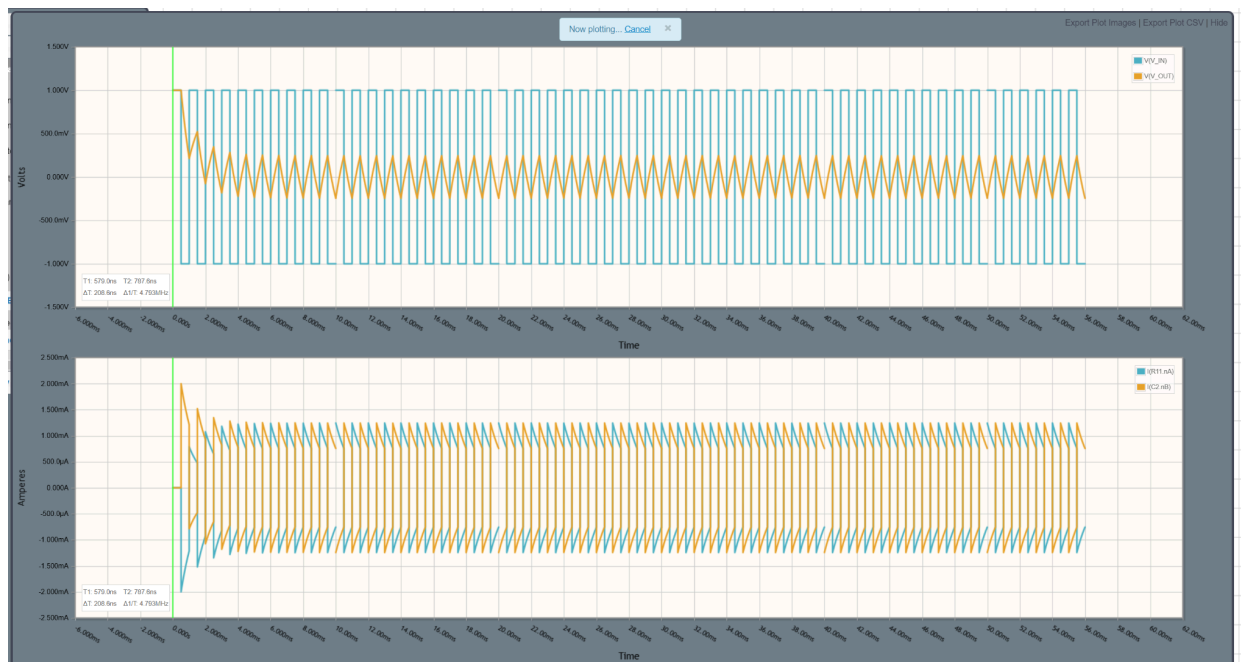 Now plotting... Cancel ×
Export Plot Images | Export Plot CSV | Hide
1.500V
1.000V
500.0mV
0.000V
-500.0mV
-1.000V
-1.500V
Volts
V(V_IN)
V(V_OUT)
T1: 579.0ns T2: 787.6ns
ΔT: 208.6ns Δ1/T: 4.793MHz
-6.000ms -4.000ms -2.000ms 0.000s 2.000ms 4.000ms 6.000ms 8.000ms 10.00ms 12.00ms 14.00ms 16.00ms 18.00ms 20.00ms 22.00ms 24.00ms 26.00ms 28.00ms 30.00ms 32.00ms 34.00ms 36.00ms 38.00ms 40.00ms 42.00ms 44.00ms 46.00ms 48.00ms 50.00ms 52.00ms 54.00ms 56.00ms 58.00ms 60.00ms 62.00ms
Time
2.500mA
2.000mA
1.500mA
1.000mA
500.0µA
0.000A
-500.0µA
-1.000mA
-1.500mA
-2.000mA
-2.500mA
Amperes
I(R11.nA)
I(C2.nB)
T1: 579.0ns T2: 787.6ns
ΔT: 208.6ns Δ1/T: 4.793MHz
-6.000ms -4.000ms -2.000ms 0.000s 2.000ms 4.000ms 6.000ms 8.000ms 10.00ms 12.00ms 14.00ms 16.00ms 18.00ms 20.00ms 22.00ms 24.00ms 26.00ms 28.00ms 30.00ms 32.00ms 34.00ms 36.00ms 38.00ms 40.00ms 42.00ms 44.00ms 46.00ms 48.00ms 50.00ms 52.00ms 54.00ms 56.00ms 58.00ms 60.00ms 62.00ms
Time